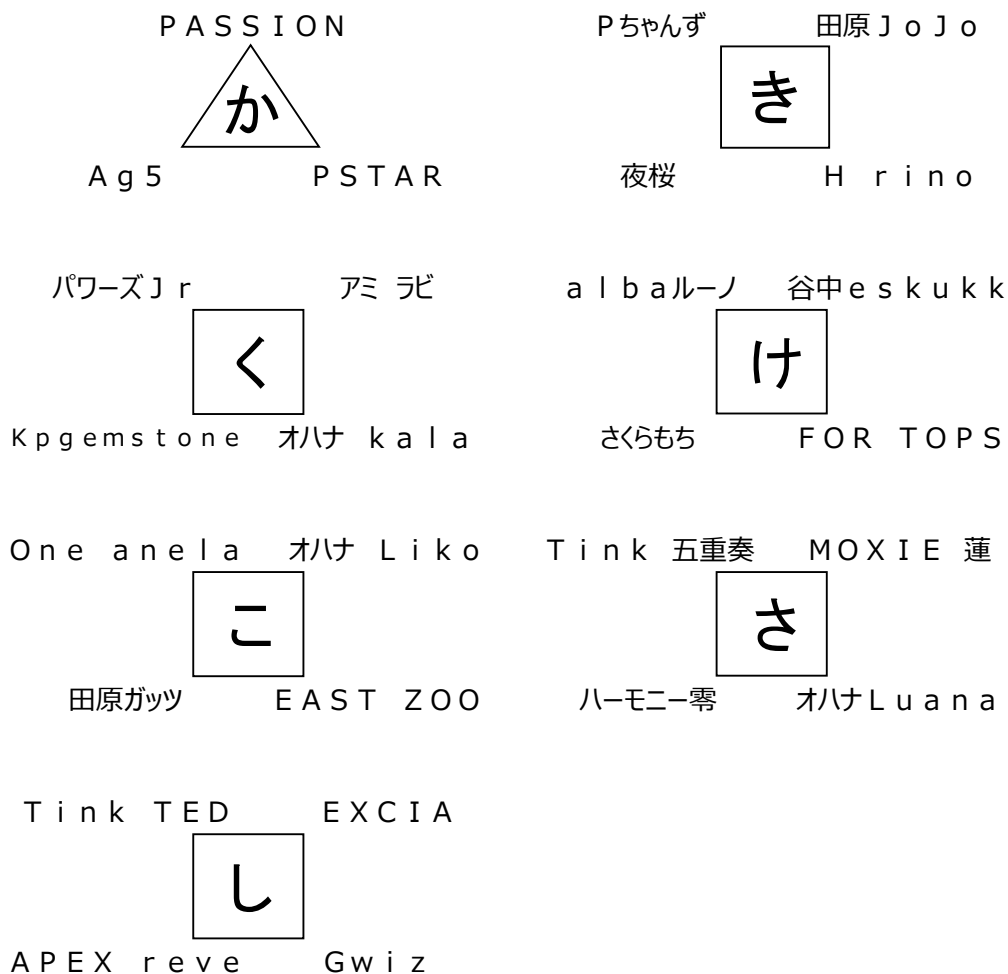 ＰＡＳＳＩＯＮ
か
Ａｇ５　ＰＳＴＡＲ
Ｐちゃんず　田原ＪｏＪｏ
き
夜桜　Ｈ　ｒｉｎｏ
パワーズＪｒ　アミ ラビ
く
Ｋｐｇｅｍｓｔｏｎｅ　オハナ ｋａｌａ
ａｌｂａルーノ　谷中ｅｓｋｕｋｋ
け
さくらもち　ＦＯＲ ＴＯＰＳ
Ｏｎｅ ａｎｅｌａ　オハナ Ｌｉｋｏ
こ
田原ガッツ　ＥＡＳＴ ＺＯＯ
Ｔｉｎｋ 五重奏　ＭＯＸＩＥ 蓮
さ
ハーモニー零　オハナＬｕａｎａ
Ｔｉｎｋ ＴＥＤ　ＥＸＣＩＡ
し
ＡＰＥＸ ｒｅｖｅ　Ｇｗｉｚ